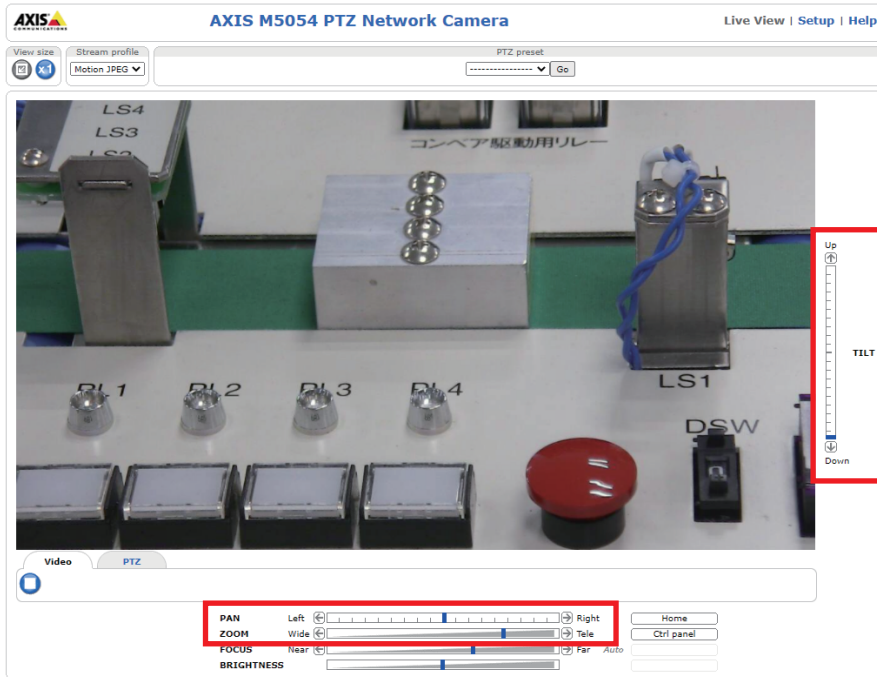 AXIS
COMMUNICATIONS
AXIS M5054 PTZ Network Camera
Live View | Setup | Help
View size
Stream profile
PTZ preset
x1
Motion JPEG
----------------
Go
LS4
LS3
コンベア駆動用リレー
Up
TILT
Down
PL1
PL2
PL3
PL4
LS1
DSW
Video
PTZ
PAN Left Right Home
ZOOM Wide Tele Ctrl panel
FOCUS Near Far Auto
BRIGHTNESS